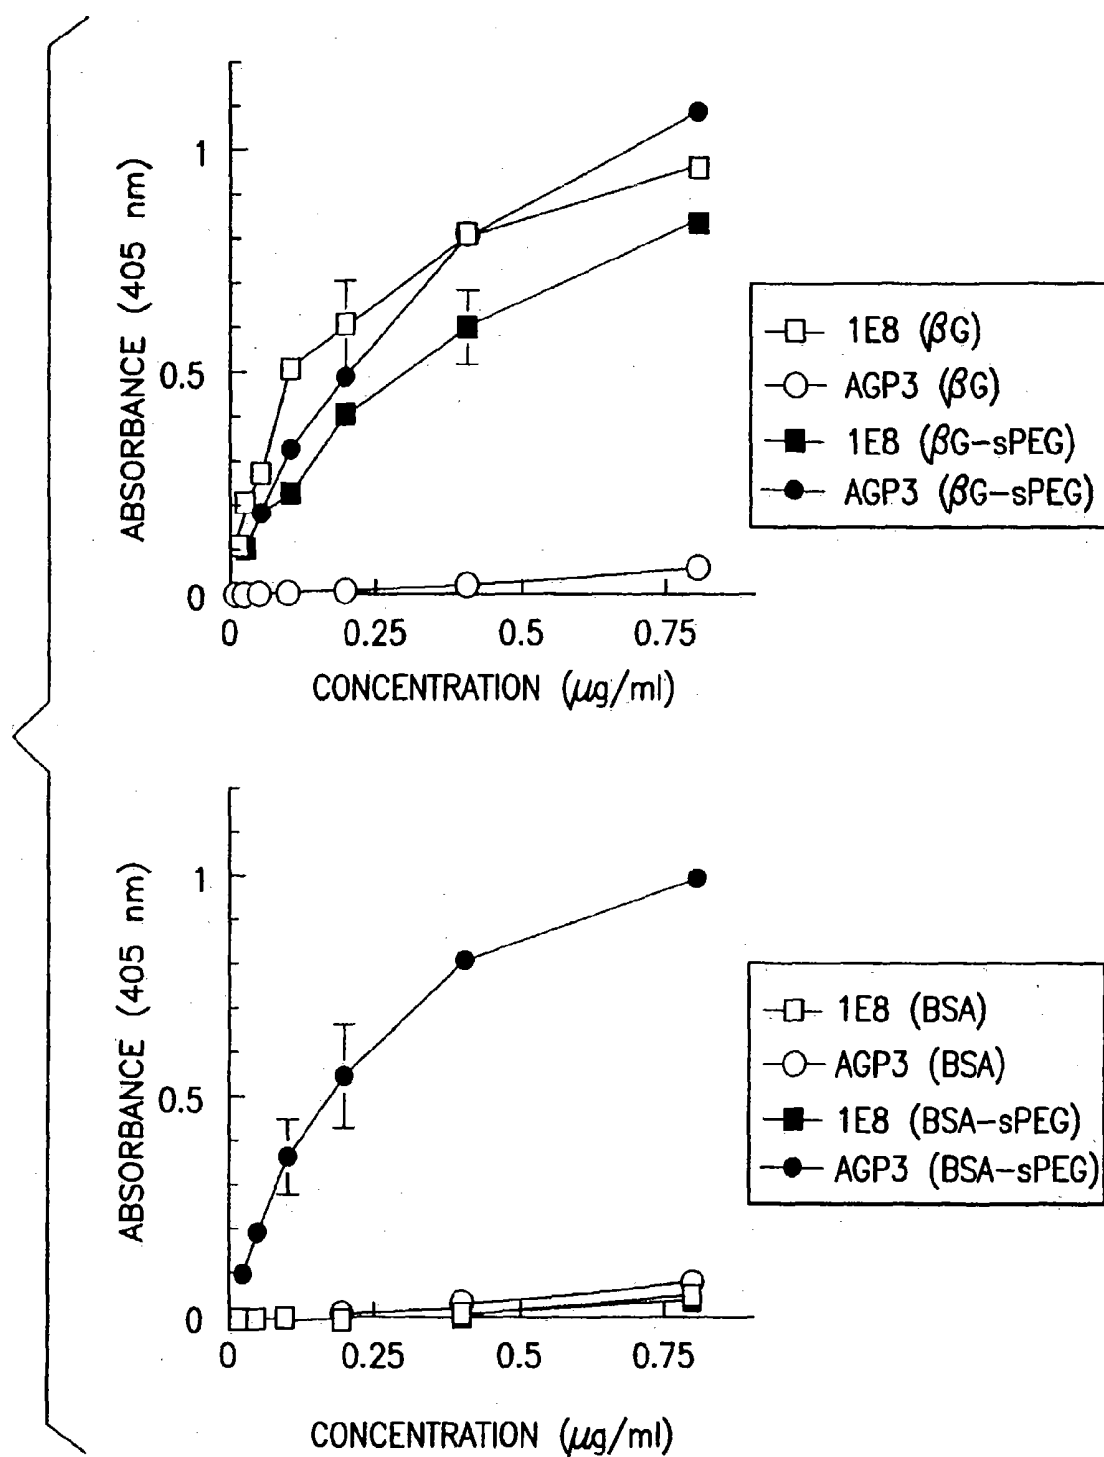 ABSORBANCE (405 nm)
1
0.5
0
0
0.25
0.5
0.75
CONCENTRATION (μg/ml)
1E8 (βG)
AGP3 (βG)
1E8 (βG-sPEG)
AGP3 (βG-sPEG)
ABSORBANCE (405 nm)
1
0.5
0
0
0.25
0.5
0.75
CONCENTRATION (μg/ml)
1E8 (BSA)
AGP3 (BSA)
1E8 (BSA-sPEG)
AGP3 (BSA-sPEG)